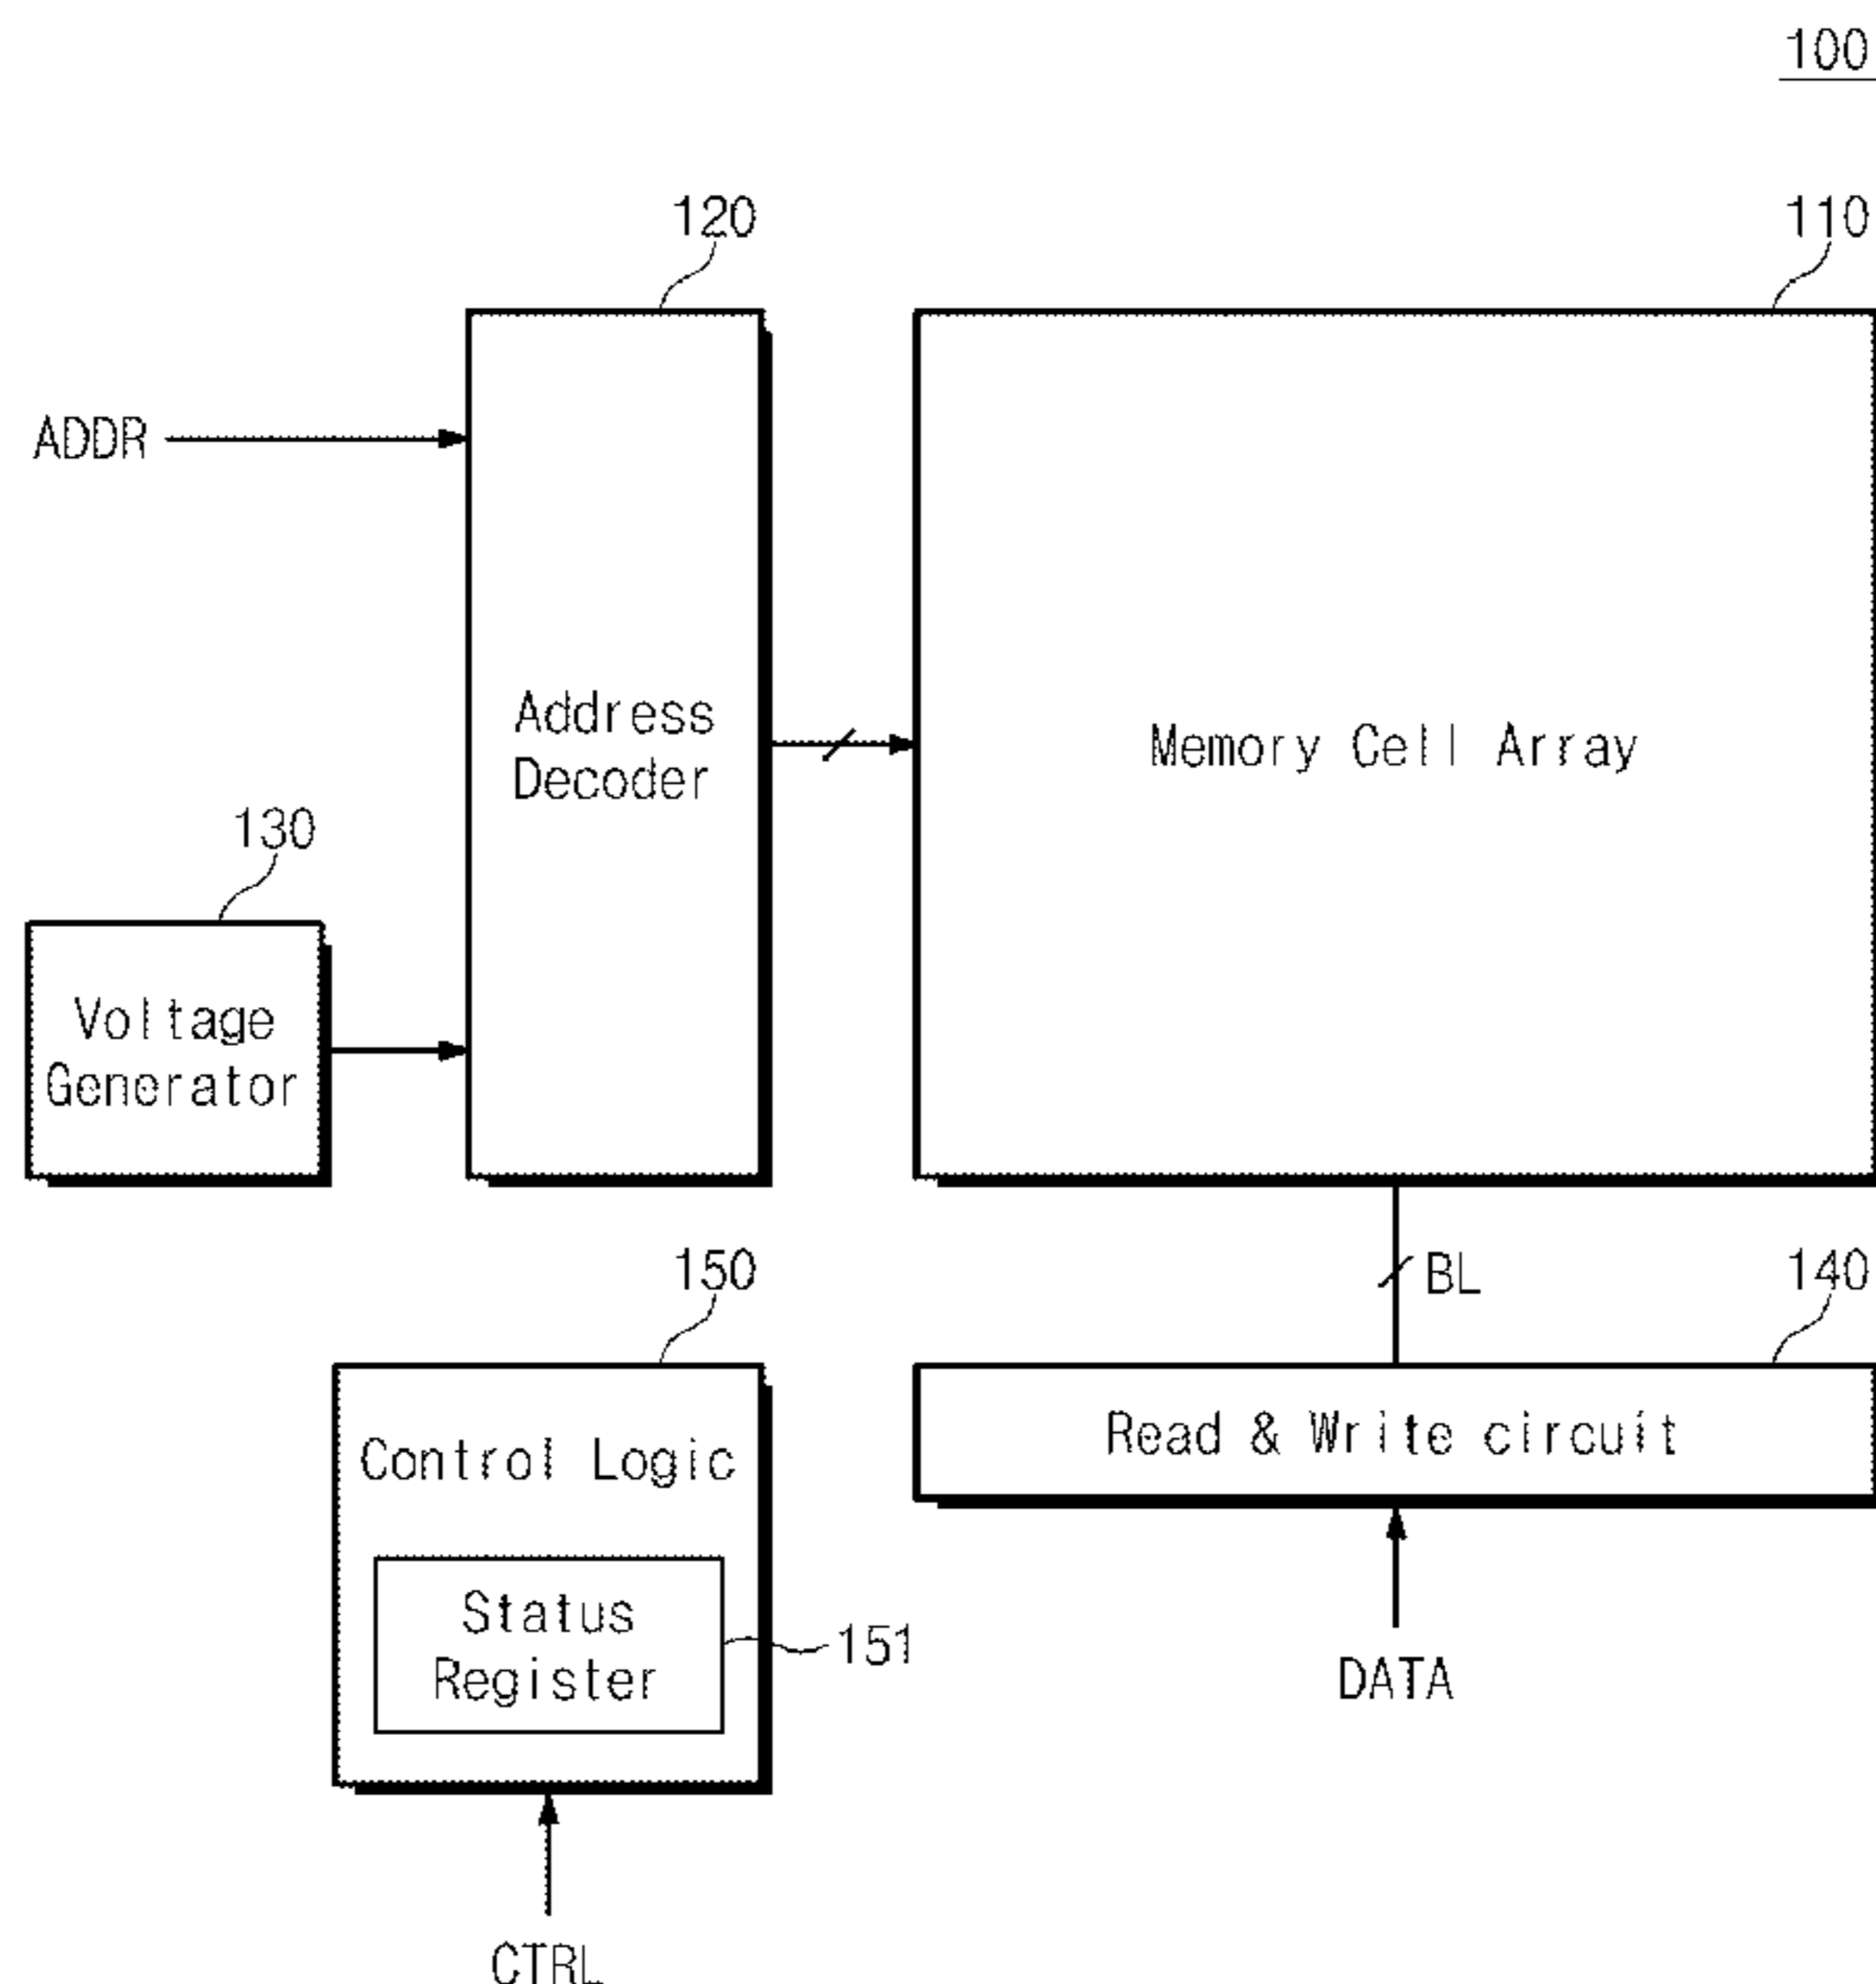 100
120
110
ADDR
Address
Decoder
Memory Cell Array
130
Voltage
Generator
150
BL
140
Control Logic
Read & Write circuit
Status
Register
151
DATA
CTRL